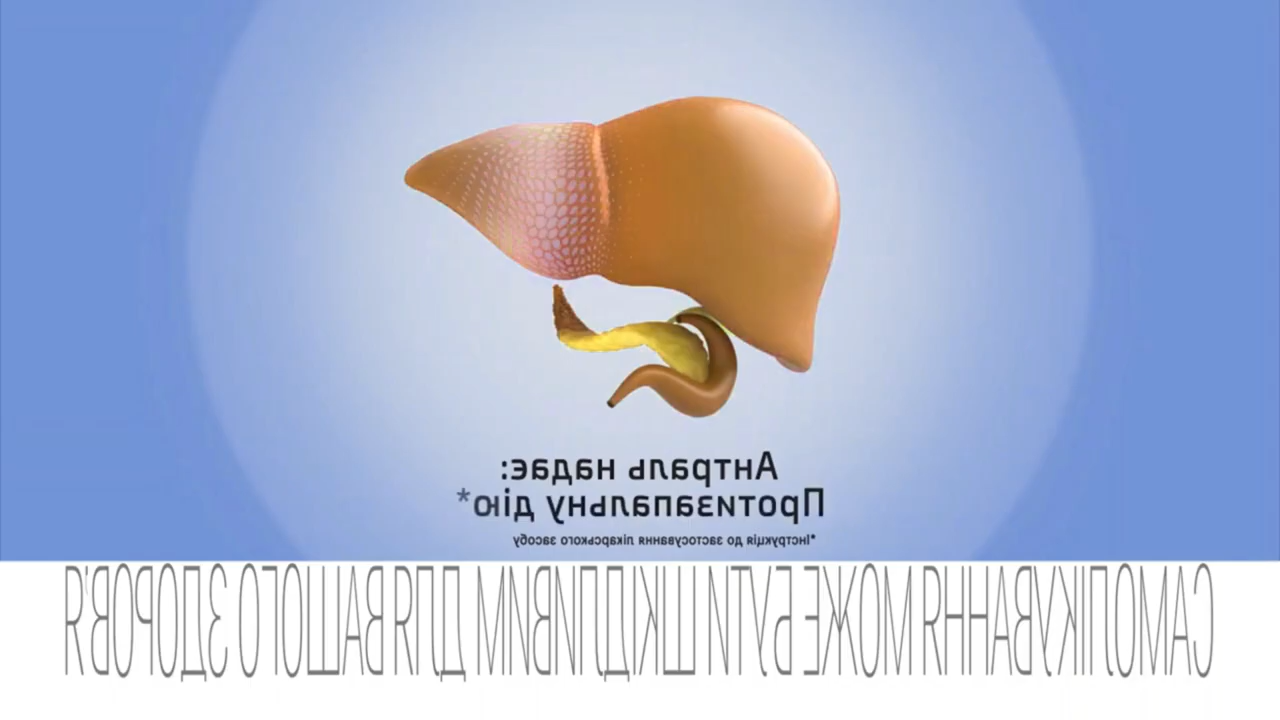 Антраль надає:
Протизапальну дію*
*Інструкція до застосування лікарського засобу
САМОЛІКУВАННЯ МОЖЕ БУТИ ШКІДЛИВИМ ДЛЯ ВАШОГО ЗДОРОВ'Я